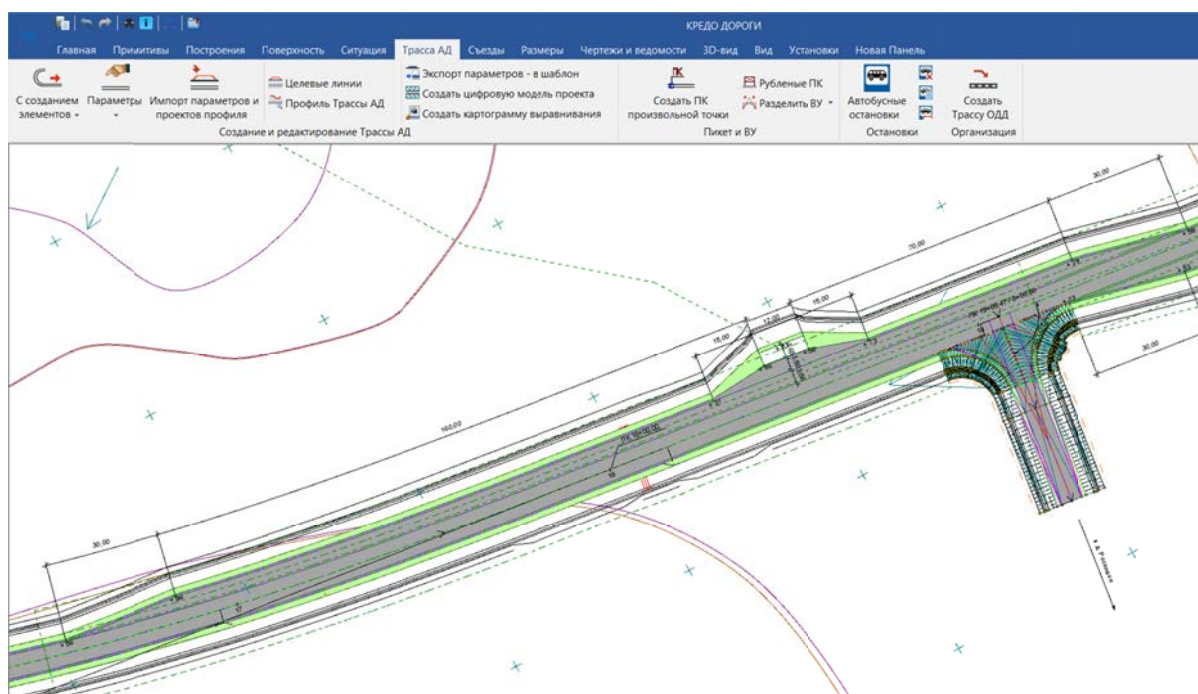 КРЕДО ДОРОГИ
Главная Примитивы Построения Поверхность Ситуация Трасса АД Съезды Размеры Чертежи и ведомости 3D-вид Вид Установки Новая Панель
С созданием элементов
Параметры
Импорт параметров и проектов профиля
Целевые линии
Профиль Трассы АД
Экспорт параметров - в шаблон
Создать цифровую модель проекта
Создать картограмму выравнивания
Создание и редактирование Трассы АД
ПК
Создать ПК произвольной точки
Рубленые ПК
Разделить ВУ
Пикет и ВУ
Автобусные остановки
Остановки
Создать Трассу ОДД
Организация
30,00
70,00
15,00
12,00
15,00
160,00
30,00
30,00